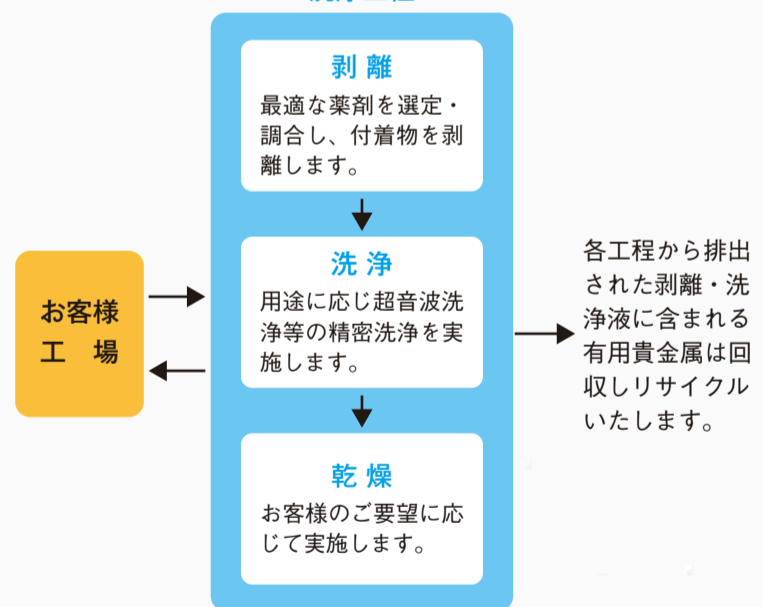 剥離
最適な薬剤を選定・
調合し、付着物を剥
離します。
洗浄
用途に応じ超音波洗
浄等の精密洗浄を実
施します。
乾燥
お客様のご要望に応
じて実施します。
お客様
工　場
各工程から排出
された剥離・洗
浄液に含まれる
有用貴金属は回
収しリサイクル
いたします。